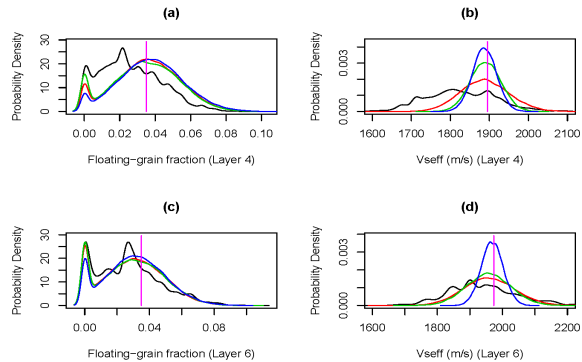 (a)
Probability Density
30
20
10
0
0.00 0.02 0.04 0.06 0.08 0.10
Floating-grain fraction (Layer 4)
(b)
Probability Density
0.003
0.000
1600 1700 1800 1900 2000 2100
Vseff (m/s) (Layer 4)
(c)
Probability Density
30
20
10
0
0.00 0.04 0.08
Floating-grain fraction (Layer 6)
(d)
Probability Density
0.003
0.000
1600 1800 2000 2200
Vseff (m/s) (Layer 6)